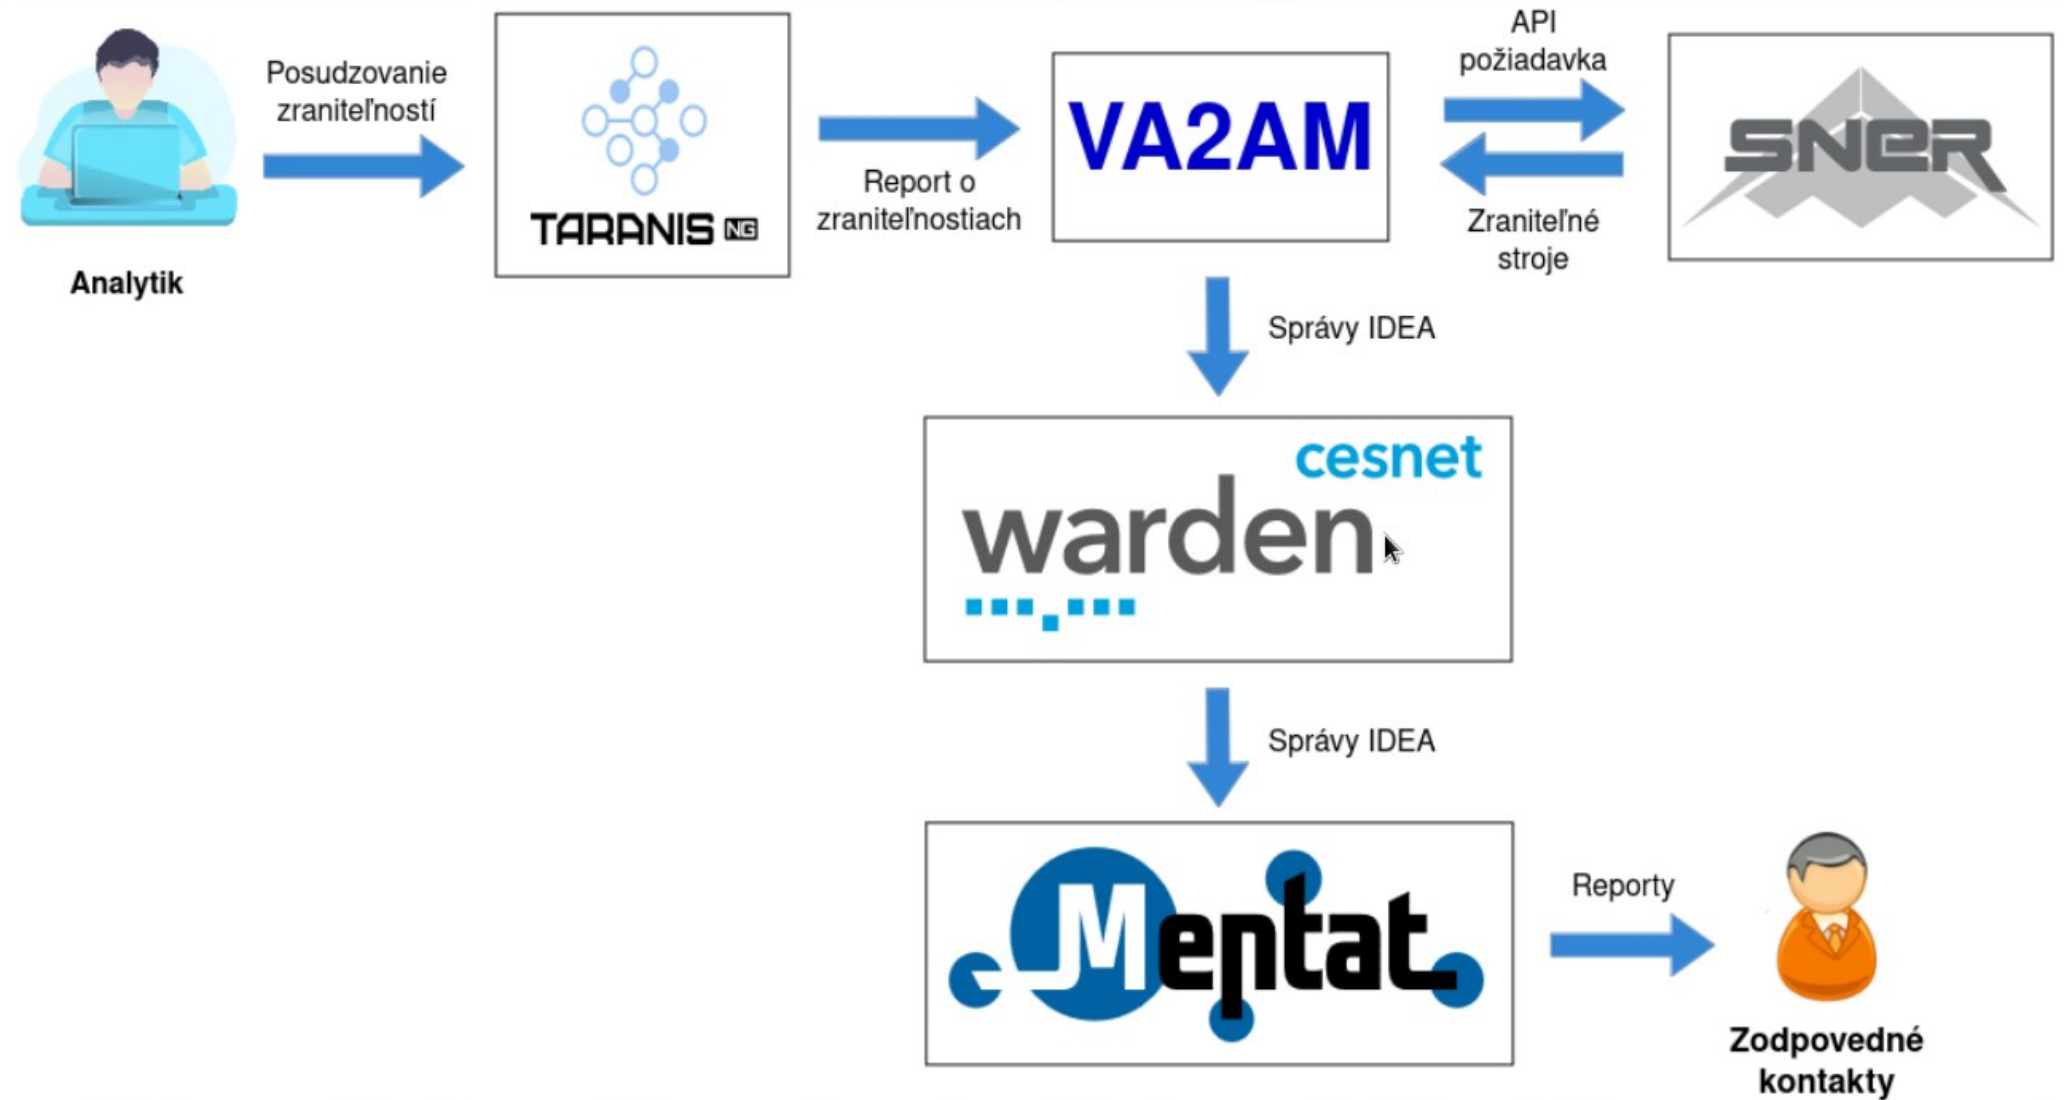 Posudzovanie
zraniteľností
Analytik
TARANIS NG
Report o
zraniteľnostiach
VA2AM
API
požiadavka
Zraniteľné
stroje
SNER
Správy IDEA
cesnet
warden
Správy IDEA
Mentat
Reporty
Zodpovedné
kontakty